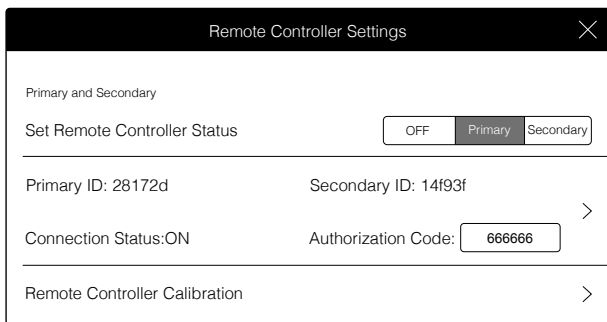 Remote Controller Settings
Primary and Secondary
Set Remote Controller Status OFF Primary Secondary
Primary ID: 28172d Secondary ID: 14f93f
Connection Status:ON Authorization Code: 666666
Remote Controller Calibration